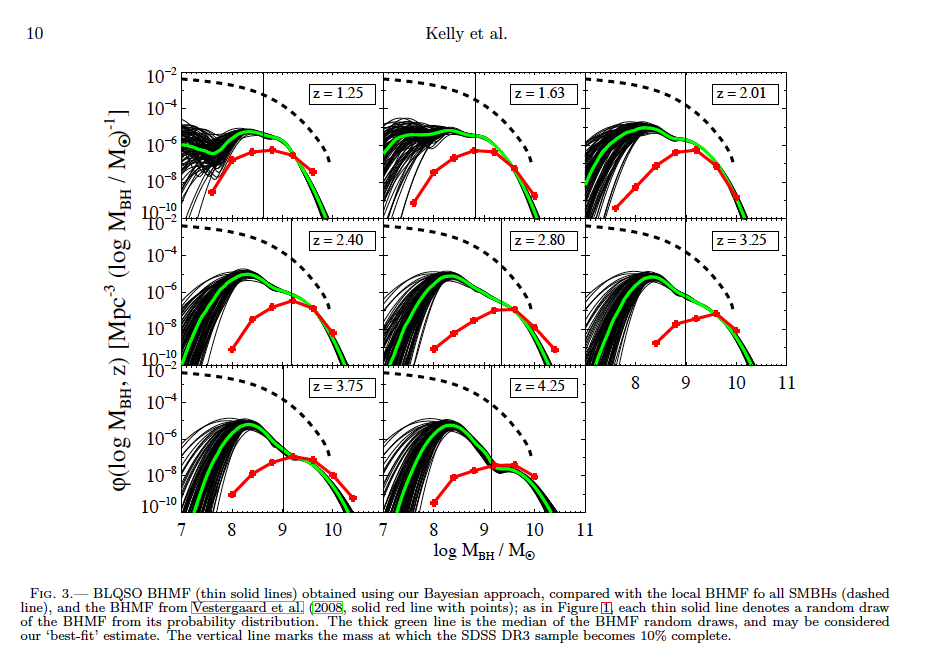 10
Kelly et al.
10⁻² z = 1.25 z = 1.63 z = 2.01
10⁻⁴
10⁻⁶
10⁻⁸
10⁻¹⁰
10⁻² z = 2.40 z = 2.80 z = 3.25
10⁻⁴
10⁻⁶
10⁻⁸
10⁻¹⁰ 8 9 10 11
10⁻² z = 3.75 z = 4.25
10⁻⁴
10⁻⁶
10⁻⁸
10⁻¹⁰
7 8 9 10 7 8 9 10 11
φ(log M_BH, z) [Mpc⁻³ (log M_BH / M_⊙)⁻¹]
log M_BH / M_⊙
FIG. 3.— BLQSO BHMF (thin solid lines) obtained using our Bayesian approach, compared with the local BHMF fo all SMBHs (dashed
line), and the BHMF from Vestergaard et al. (2008, solid red line with points); as in Figure 1, each thin solid line denotes a random draw
of the BHMF from its probability distribution. The thick green line is the median of the BHMF random draws, and may be considered
our ‘best-fit’ estimate. The vertical line marks the mass at which the SDSS DR3 sample becomes 10% complete.